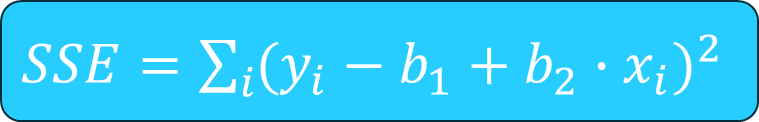 SSE = ∑ᵢ(yᵢ − b₁ + b₂ · xᵢ)²